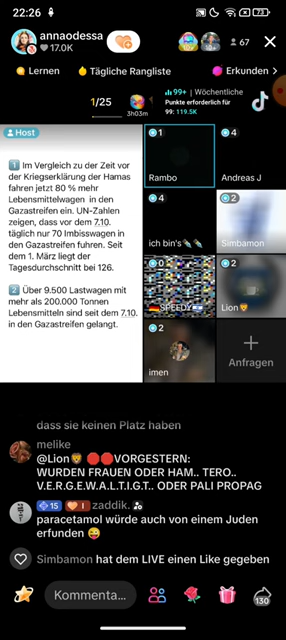 22:26
73
annaodessa
17.0K
67
Lernen
Tägliche Rangliste
Erkunden
1/25
3h03m
99+ | Wöchentliche
Punkte erforderlich für
99: 119.5K
Host
1 Im Vergleich zu der Zeit vor
der Kriegserklärung der Hamas
fahren jetzt 80 % mehr
Lebensmittelwagen in den
Gazastreifen ein. UN-Zahlen
zeigen, dass vor dem 7.10.
täglich nur 70 Imbisswagen in
den Gazastreifen fuhren. Seit
dem 1. März liegt der
Tagesdurchschnitt bei 126.
2 Über 9.500 Lastwagen mit
mehr als 200.000 Tonnen
Lebensmitteln sind seit dem 7.10.
in den Gazastreifen gelangt.
1
Rambo
4
Andreas J
4
ich bin's✒️✒️
2
Simbamon
0
🇩🇪SPEEDY🇮🇱
2
Lion🦁
2
imen
+
Anfragen
dass sie keinen Platz haben
melike
@Lion🦁 🛑🛑VORGESTERN:
WURDEN FRAUEN ODER HAM.. TERO..
V.E.R.G.E.W.A.L.T.I.G.T.. ODER PALI PROPAG
15
1
zaddik.
paracetamol würde auch von einem Juden
erfunden 😜
Simbamon hat dem LIVE einen Like gegeben
Kommenta...
130